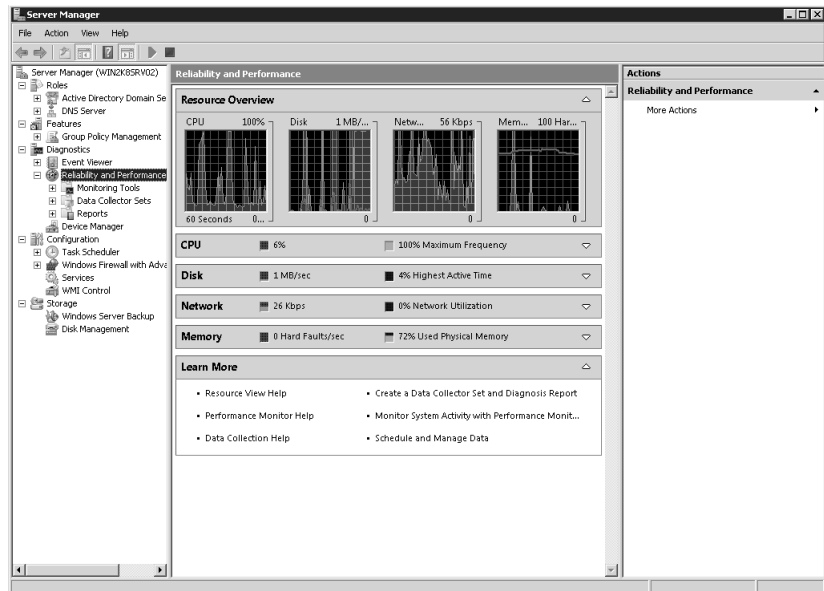 Server Manager
File Action View Help
Server Manager (WIN2K8SRV02)
Roles
Active Directory Domain Se
DNS Server
Features
Group Policy Management
Diagnostics
Event Viewer
Reliability and Performance
Monitoring Tools
Data Collector Sets
Reports
Device Manager
Configuration
Task Scheduler
Windows Firewall with Adva
Services
WMI Control
Storage
Windows Server Backup
Disk Management
Reliability and Performance
Resource Overview
CPU 100% Disk 1 MB/... Netw... 56 Kbps Mem... 100 Har...
60 Seconds 0... 0 0 0
CPU 6% 100% Maximum Frequency
Disk 1 MB/sec 4% Highest Active Time
Network 26 Kbps 0% Network Utilization
Memory 0 Hard Faults/sec 72% Used Physical Memory
Learn More
Resource View Help
Create a Data Collector Set and Diagnosis Report
Performance Monitor Help
Monitor System Activity with Performance Monit...
Data Collection Help
Schedule and Manage Data
Actions
Reliability and Performance
More Actions